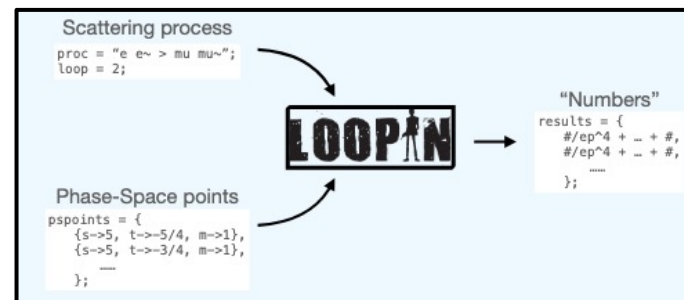 Scattering process
proc = "e e~ > mu mu~";
loop = 2;
LOOPIN
"Numbers"
results = {
#/ep^4 + … + #,
#/ep^4 + … + #,
……
};
Phase-Space points
pspoints = {
{s->5, t->-5/4, m->1},
{s->5, t->-3/4, m->1},
……
};